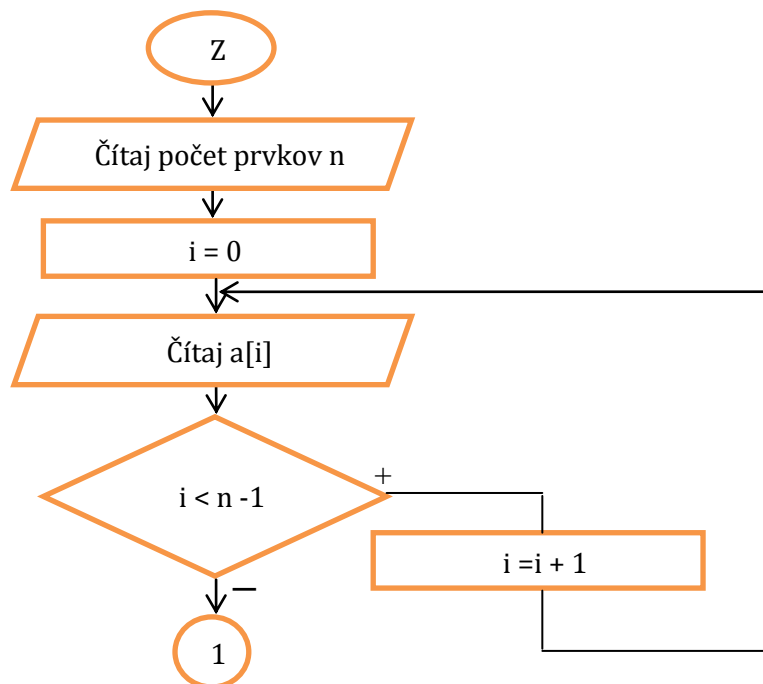 Z
Čítaj počet prvkov n
i = 0
Čítaj a[i]
i < n -1
+
i =i + 1
–
1